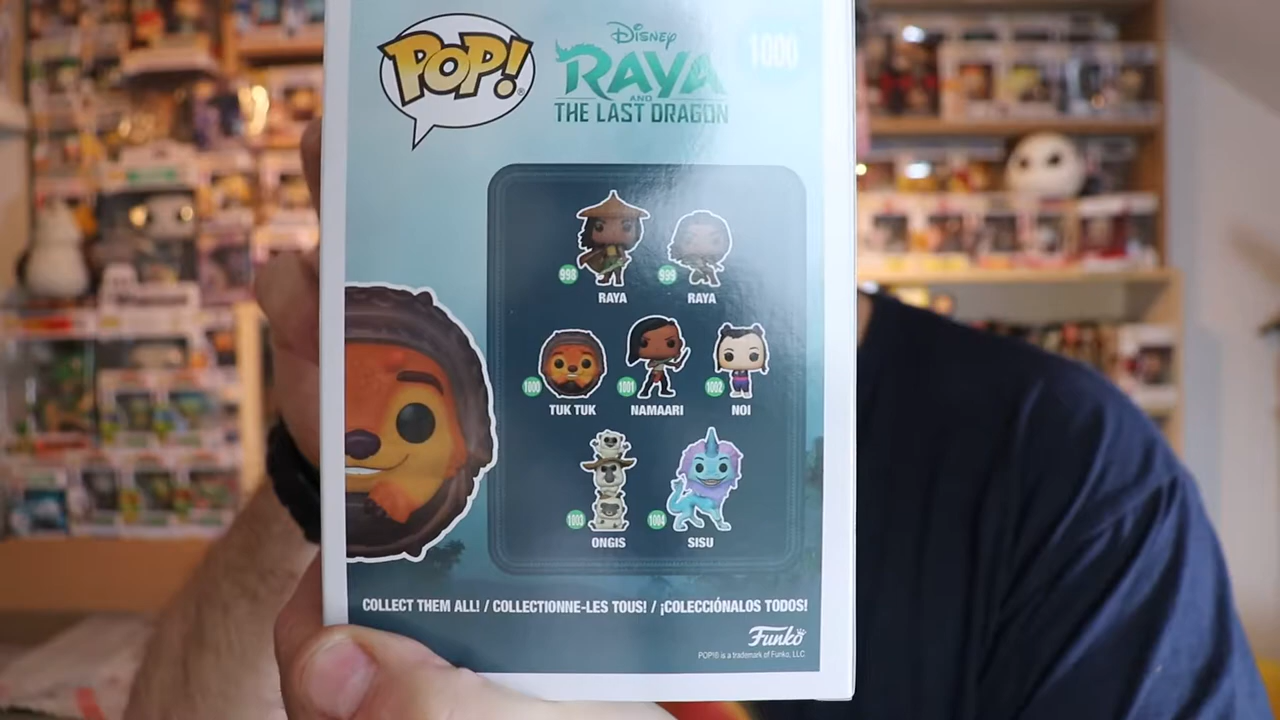 POP!
DISNEY
RAYA
AND
THE LAST DRAGON
1000
998
RAYA
999
RAYA
1000
TUK TUK
1001
NAMAARI
1002
NOI
1003
ONGIS
1004
SISU
COLLECT THEM ALL! / COLLECTIONNE-LES TOUS! / ¡COLECCIÓNALOS TODOS!
Funko
POP!® is a trademark of Funko, LLC.